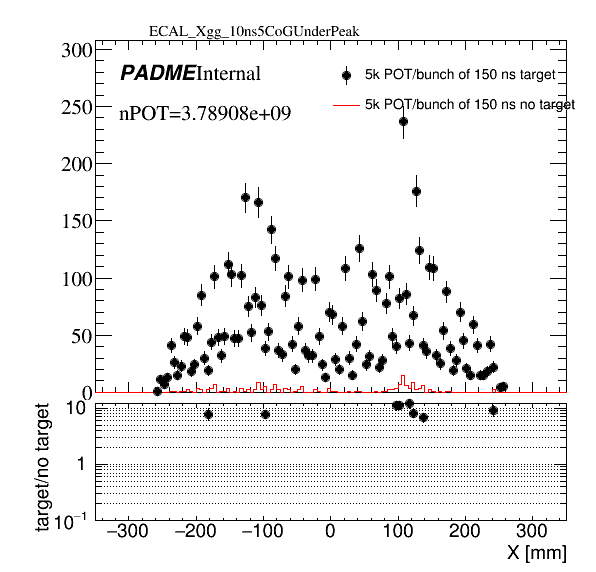 ECAL_Xgg_10ns5CoGUnderPeak
300
PADME Internal
5k POT/bunch of 150 ns target
nPOT=3.78908e+09
5k POT/bunch of 150 ns no target
250
200
150
100
50
0
target/no target
10
1
10⁻¹
−300 −200 −100 0 100 200 300
X [mm]